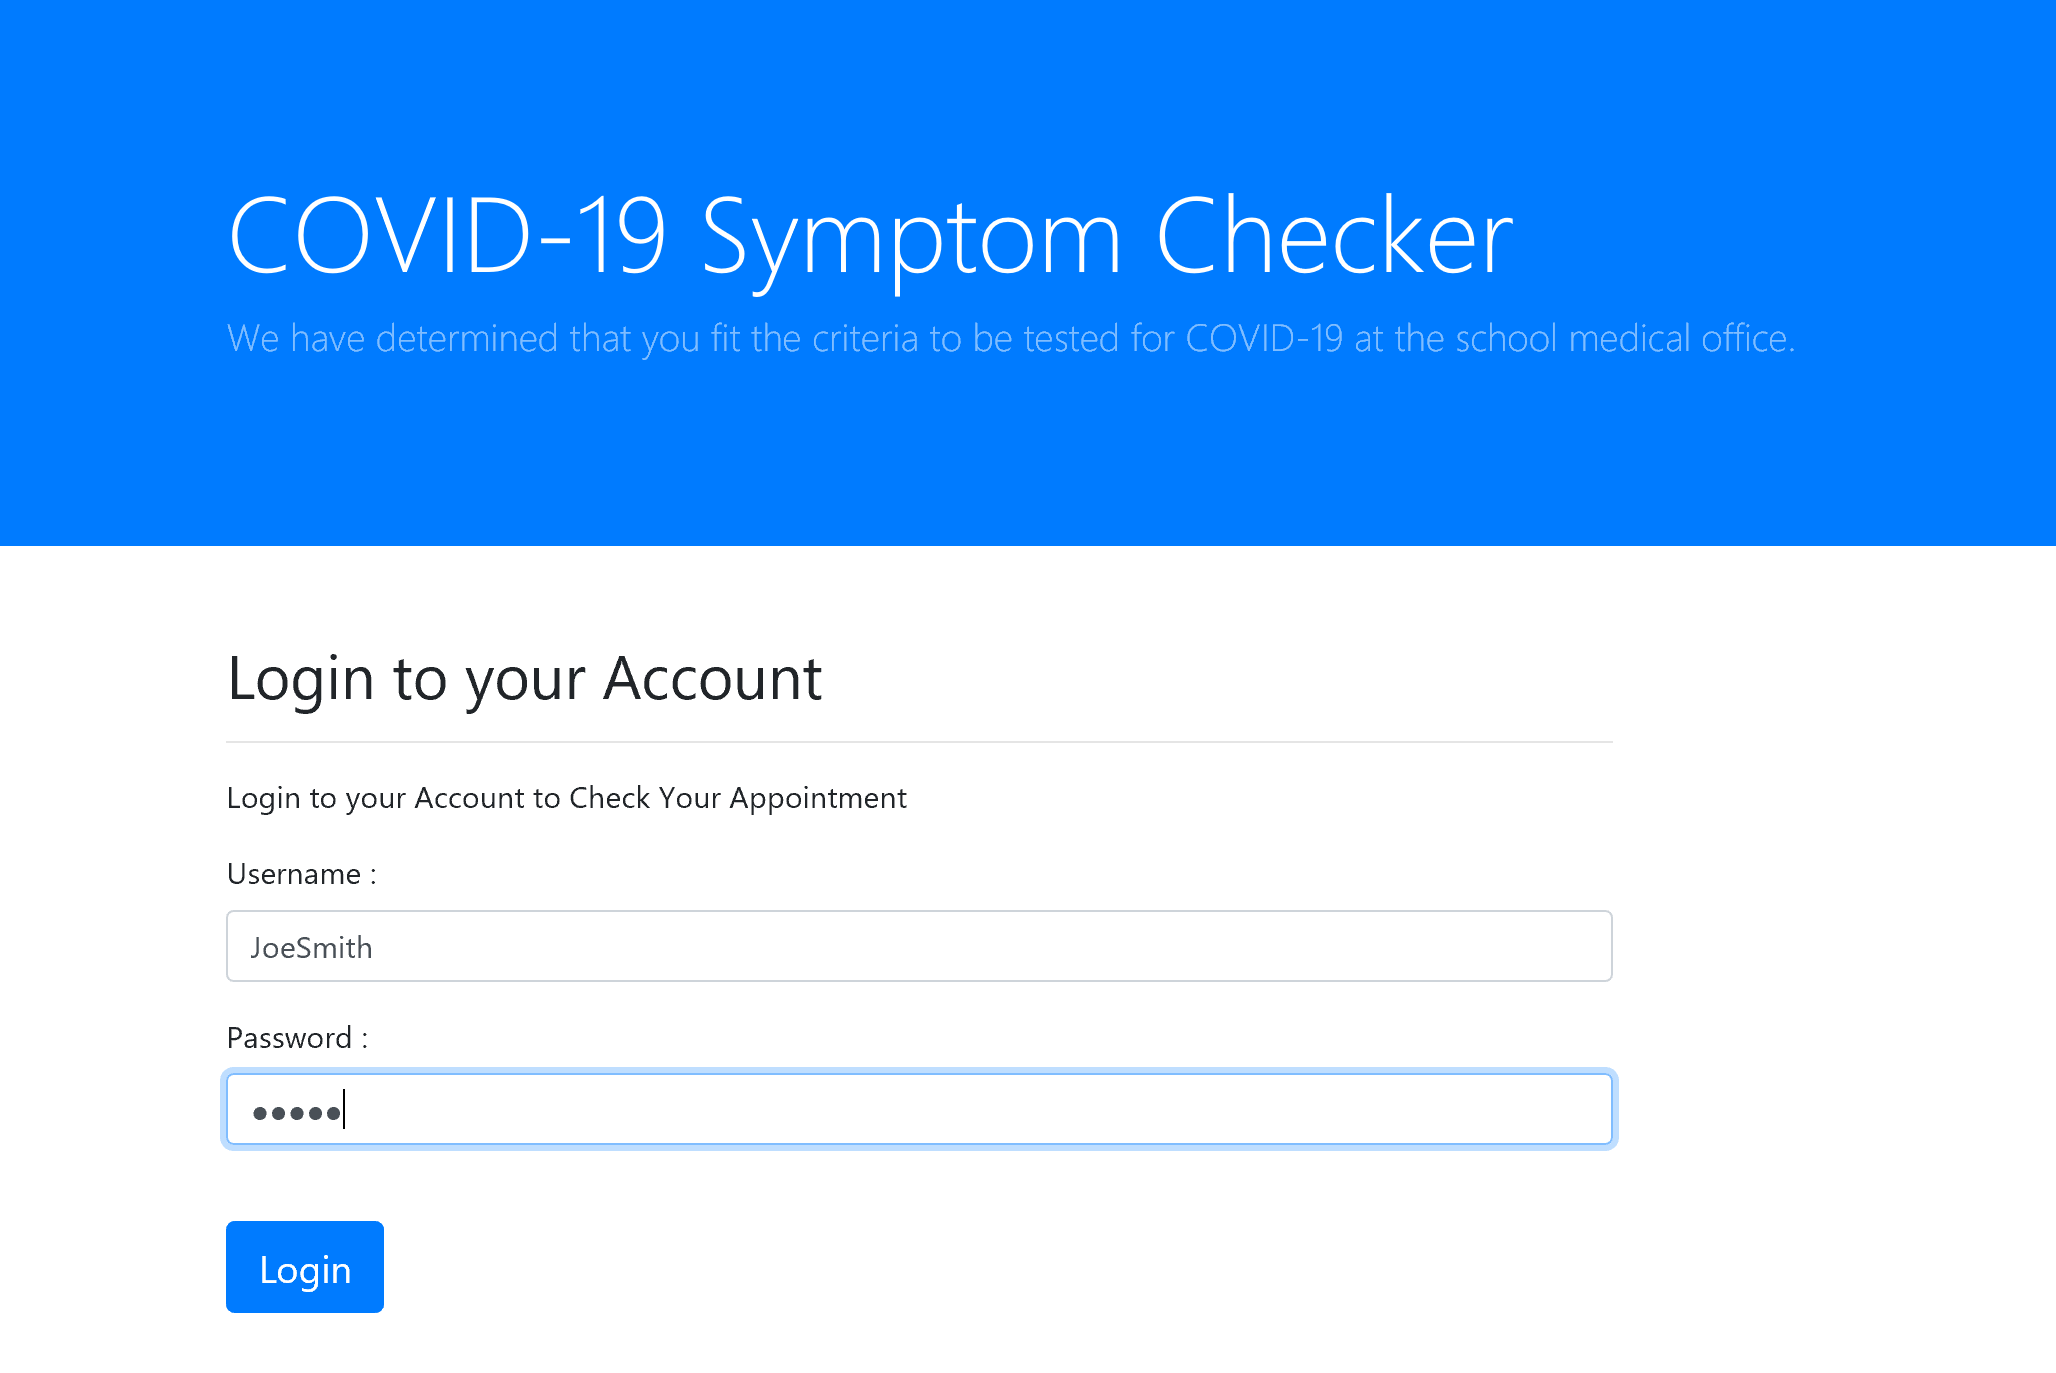 COVID-19 Symptom Checker
We have determined that you fit the criteria to be tested for COVID-19 at the school medical office.
Login to your Account
Login to your Account to Check Your Appointment
Username :
JoeSmith
Password :
•••••
Login